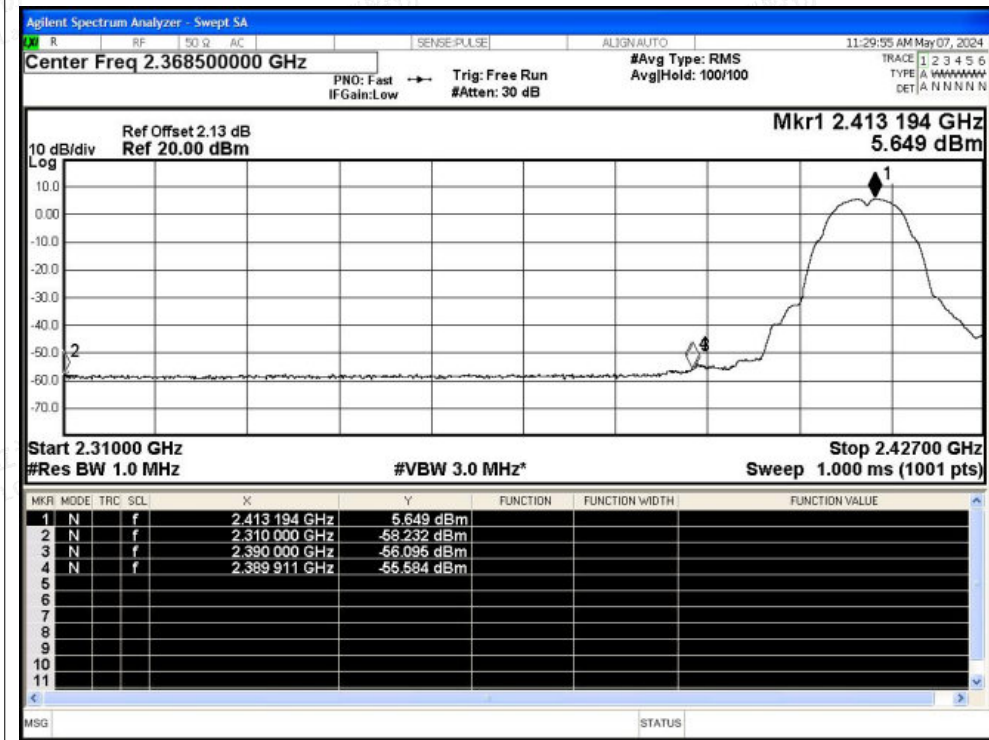 Agilent Spectrum Analyzer - Swept SA
R RF 50 Ω AC SENSE:PULSE ALIGNAUTO 11:29:55 AM May 07, 2024
Center Freq 2.368500000 GHz #Avg Type: RMS TRACE 1 2 3 4 5 6
PNO: Fast Trig: Free Run Avg|Hold: 100/100 TYPE A WWWWW
IFGain:Low #Atten: 30 dB DET A N N N N N
Mkr1 2.413 194 GHz
5.649 dBm
Ref Offset 2.13 dB
10 dB/div Ref 20.00 dBm
Log
1
10.0
0.00
-10.0
-20.0
-30.0
-40.0
-50.0 2
-60.0
-70.0
Start 2.31000 GHz Stop 2.42700 GHz
#Res BW 1.0 MHz #VBW 3.0 MHz* Sweep 1.000 ms (1001 pts)
MKR MODE TRC SCL X Y FUNCTION FUNCTION WIDTH FUNCTION VALUE
1 N f 2.413 194 GHz 5.649 dBm
2 N f 2.310 000 GHz -58.232 dBm
3 N f 2.390 000 GHz -56.095 dBm
4 N f 2.389 911 GHz -55.584 dBm
5
6
7
8
9
10
11
MSG STATUS